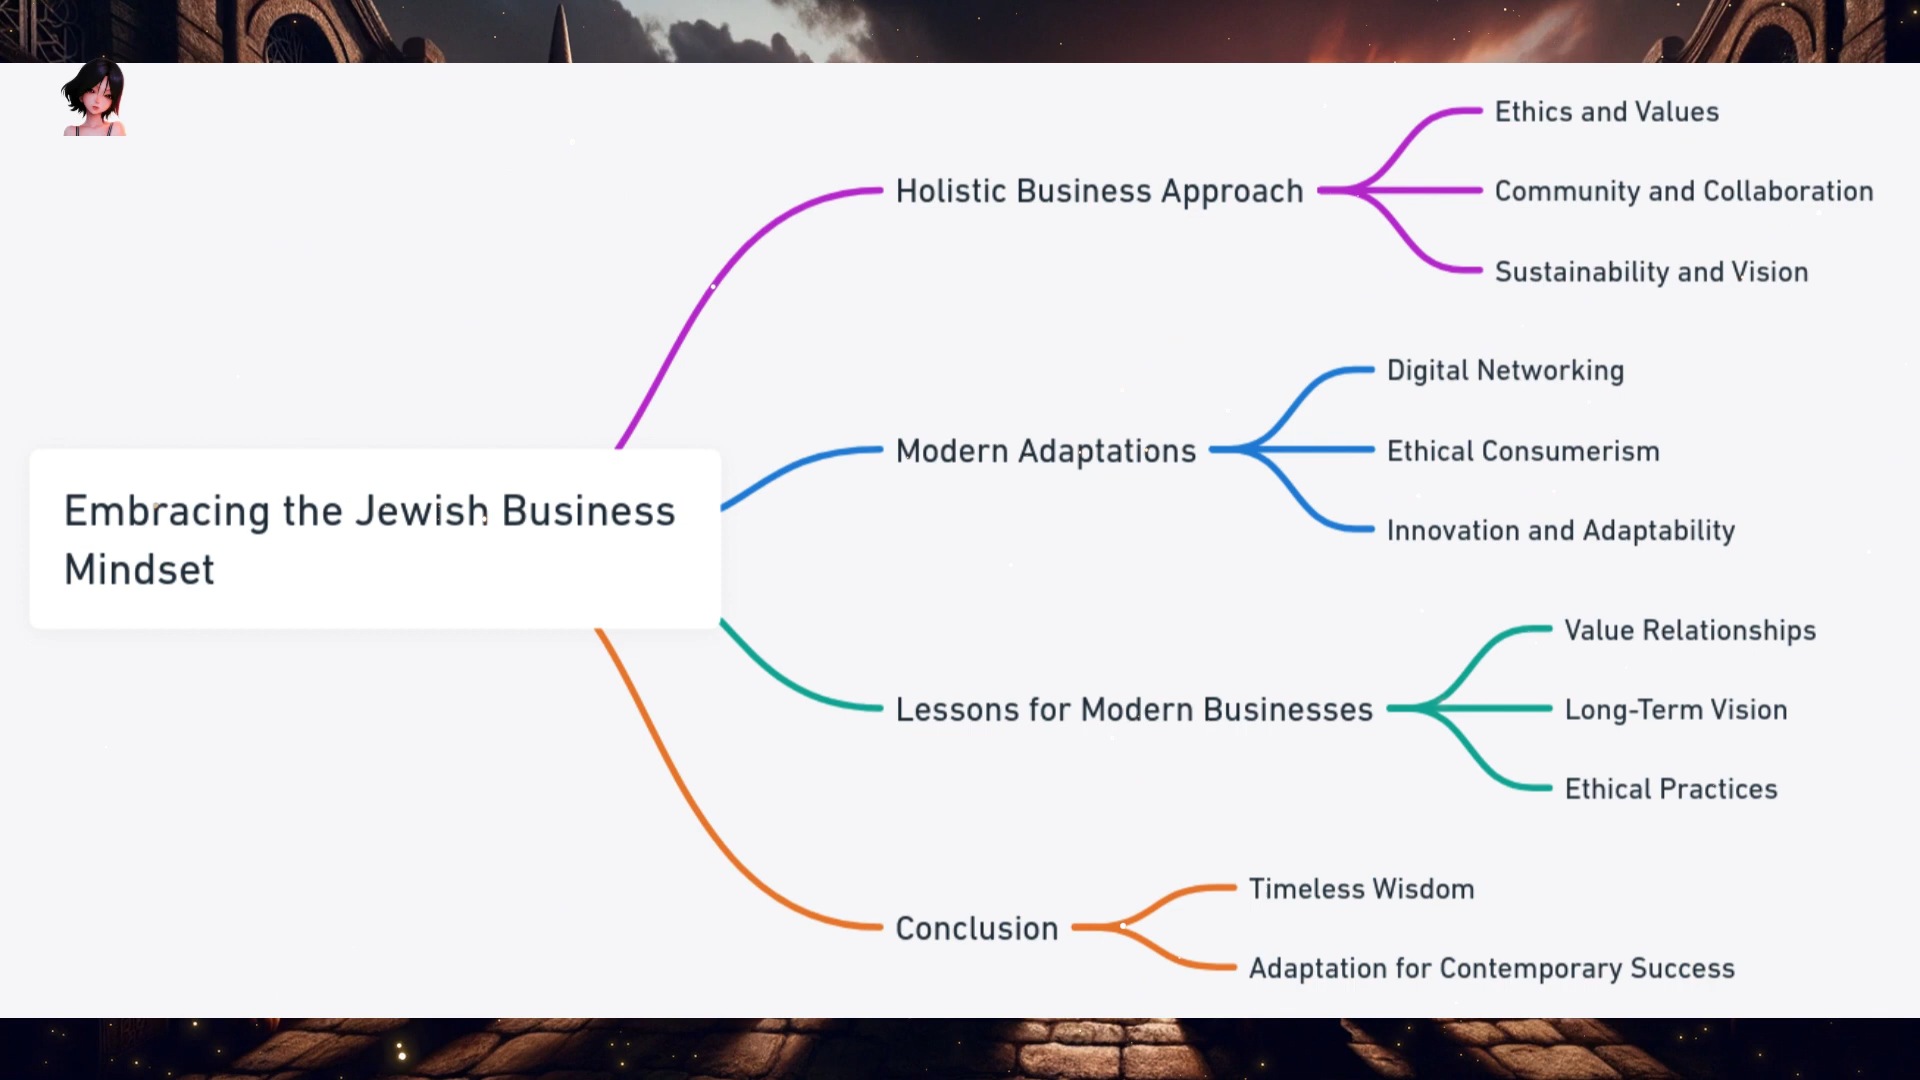 Embracing the Jewish Business
Mindset
Holistic Business Approach
Ethics and Values
Community and Collaboration
Sustainability and Vision
Modern Adaptations
Digital Networking
Ethical Consumerism
Innovation and Adaptability
Lessons for Modern Businesses
Value Relationships
Long-Term Vision
Ethical Practices
Conclusion
Timeless Wisdom
Adaptation for Contemporary Success